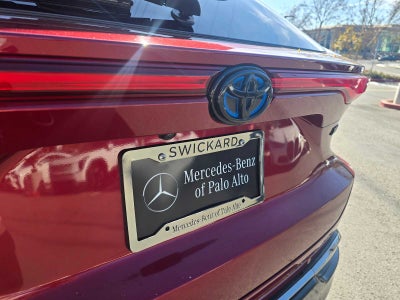 SWICKARD
Mercedes-Benz
of Palo Alto
Mercedes-Benz of Palo Alto